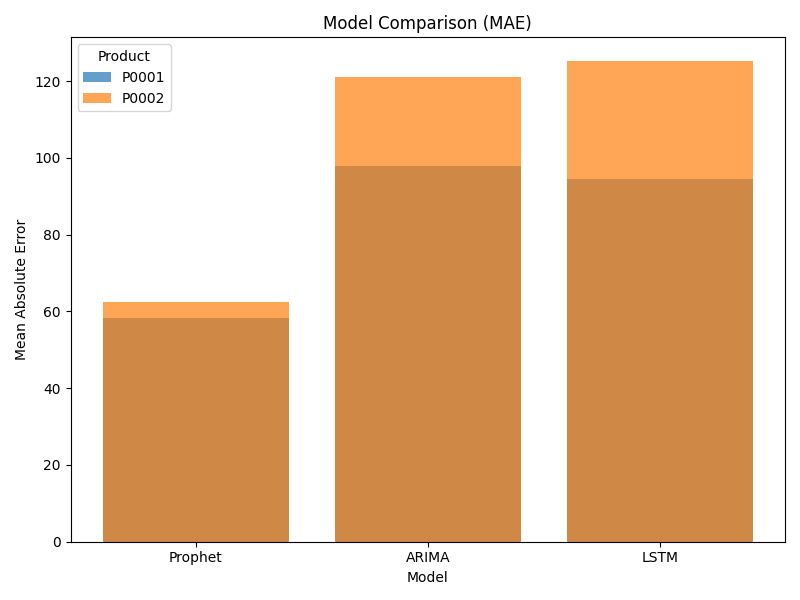 Model Comparison (MAE)
Product
P0001
P0002
Mean Absolute Error
120
100
80
60
40
20
0
Prophet
ARIMA
LSTM
Model